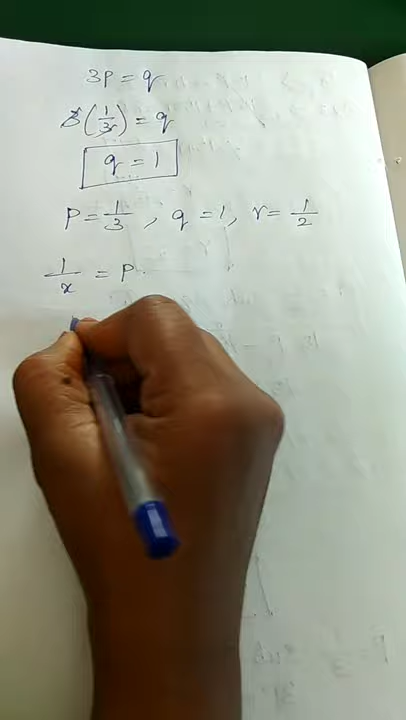 3P = q
3(1/3) = q
q = 1
P = 1/3 , q = 1, r = 1/2
1/x = P